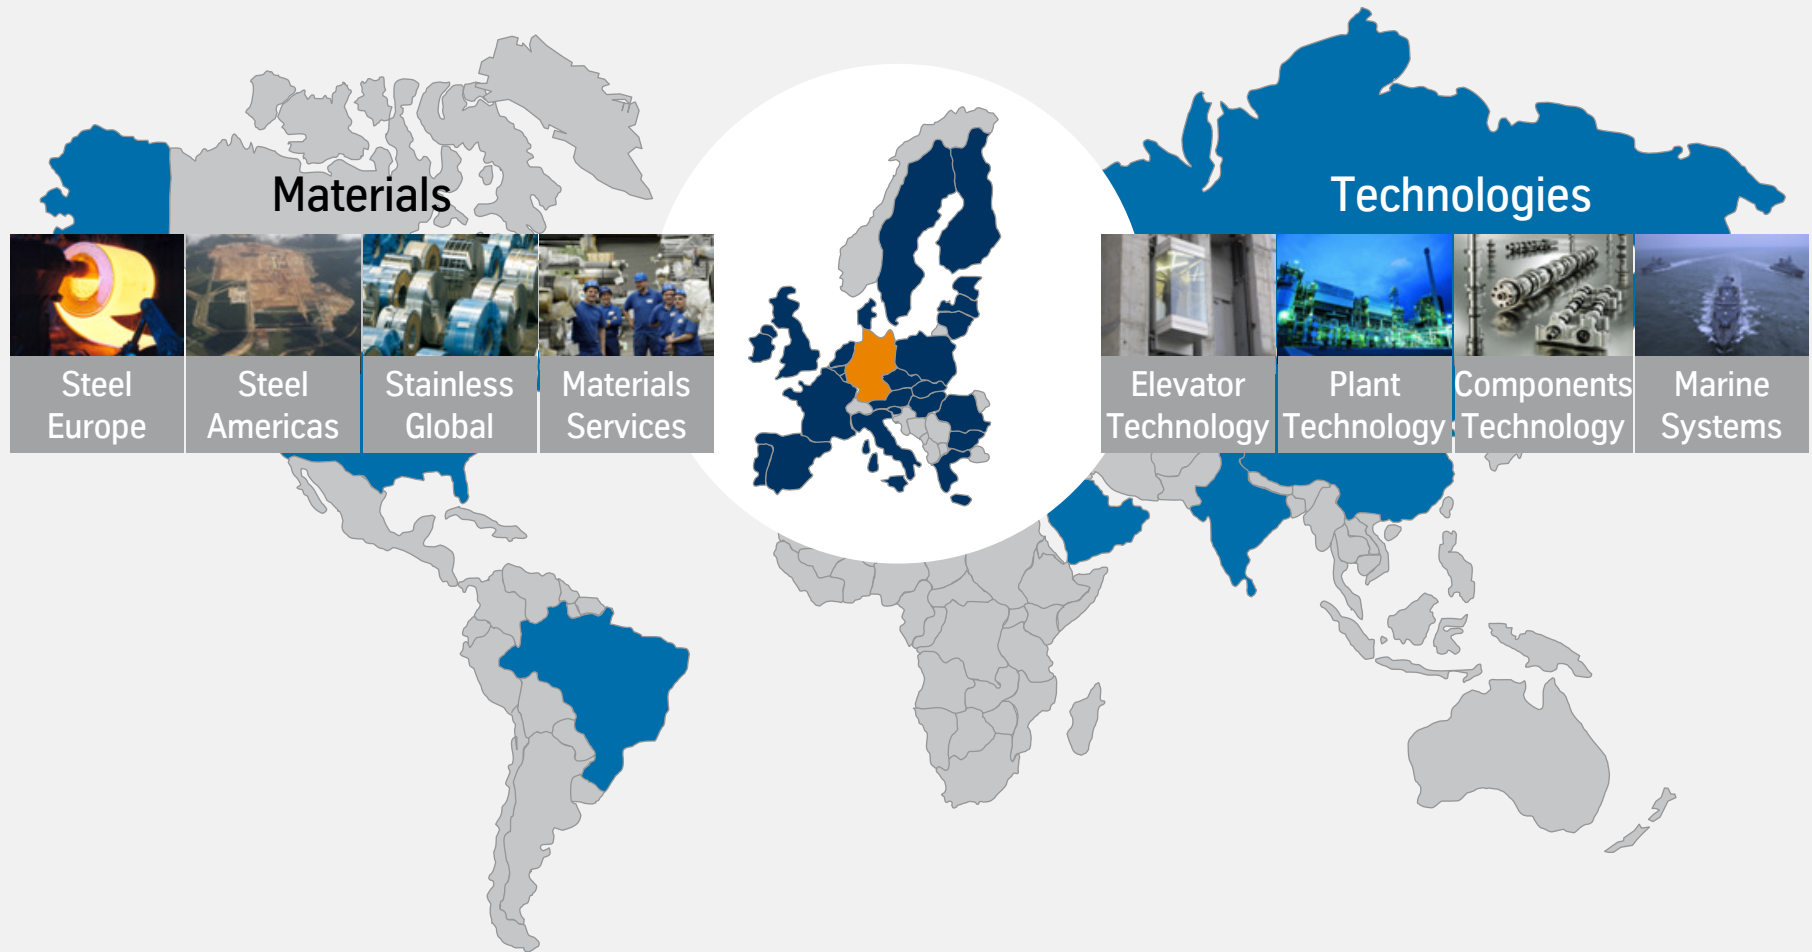 Materials
Technologies
Steel
Europe
Steel
Americas
Stainless
Global
Materials
Services
Elevator
Technology
Plant
Technology
Components
Technology
Marine
Systems